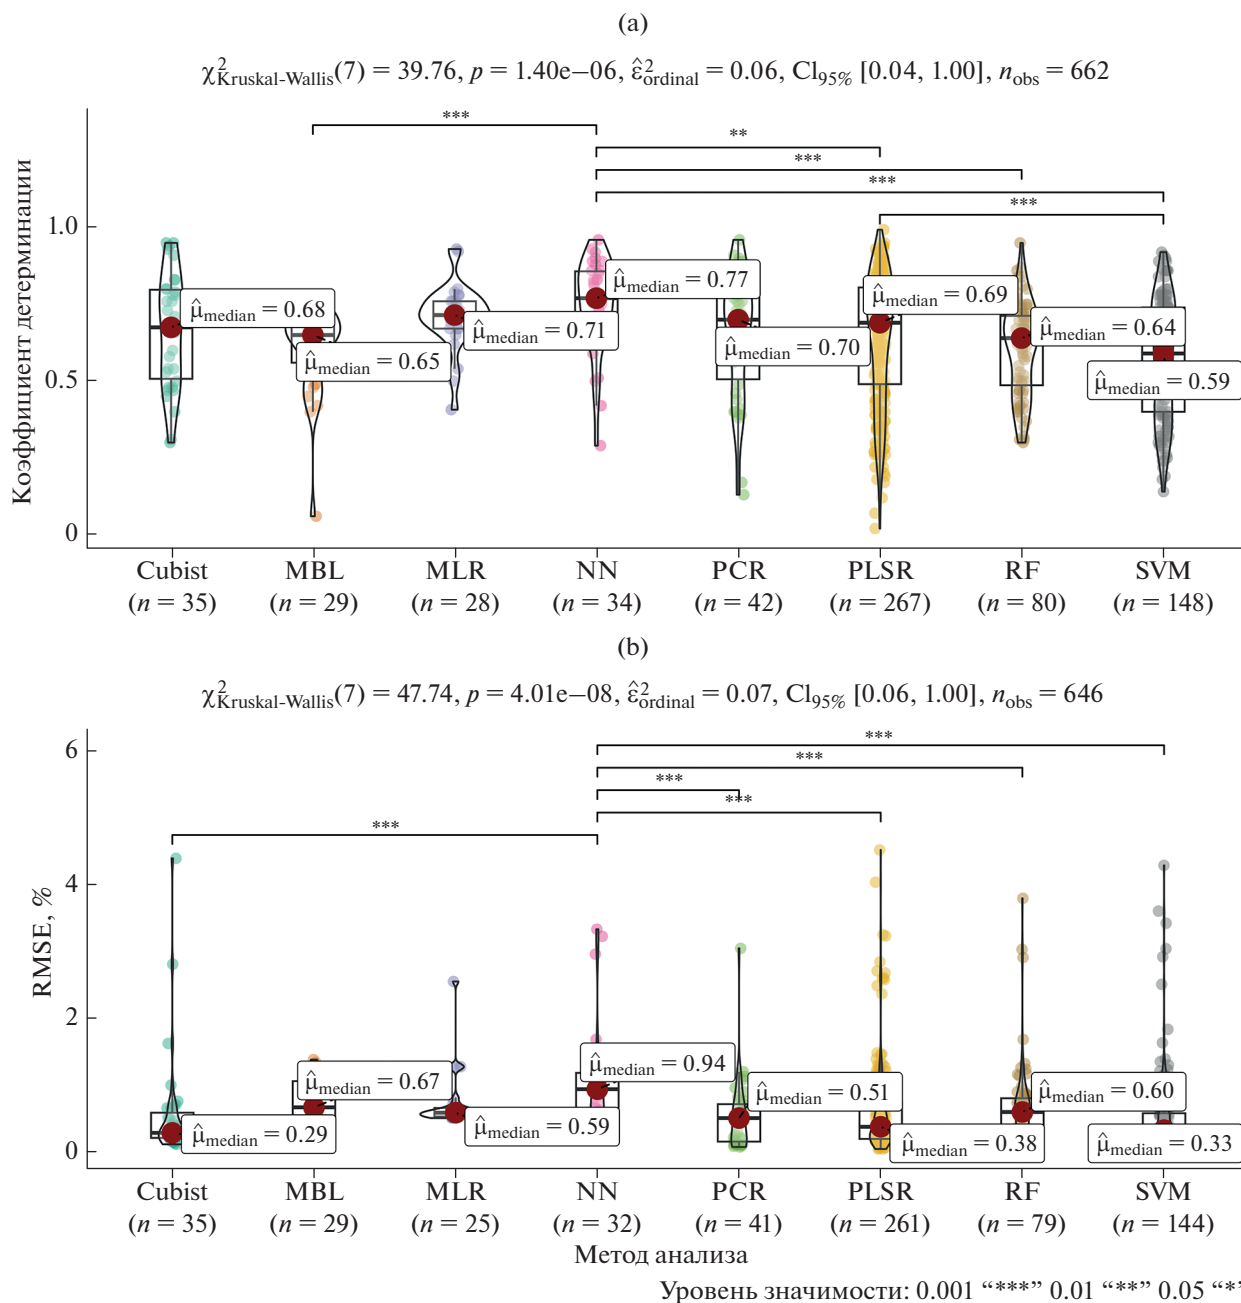 (a)
χ²Kruskal-Wallis(7) = 39.76, p = 1.40e−06, ε̂²ordinal = 0.06, CI95% [0.04, 1.00], nobs = 662
Коэффициент детерминации
1.0
0.5
0
***
**
***
***
***
μ̂median = 0.68
μ̂median = 0.65
μ̂median = 0.71
μ̂median = 0.77
μ̂median = 0.70
μ̂median = 0.69
μ̂median = 0.64
μ̂median = 0.59
Cubist MBL MLR NN PCR PLSR RF SVM
(n = 35) (n = 29) (n = 28) (n = 34) (n = 42) (n = 267) (n = 80) (n = 148)
(b)
χ²Kruskal-Wallis(7) = 47.74, p = 4.01e−08, ε̂²ordinal = 0.07, CI95% [0.06, 1.00], nobs = 646
RMSE, %
6
4
2
0
***
***
***
***
***
μ̂median = 0.29
μ̂median = 0.67
μ̂median = 0.59
μ̂median = 0.94
μ̂median = 0.51
μ̂median = 0.38
μ̂median = 0.60
μ̂median = 0.33
Cubist MBL MLR NN PCR PLSR RF SVM
(n = 35) (n = 29) (n = 25) (n = 32) (n = 41) (n = 261) (n = 79) (n = 144)
Метод анализа
Уровень значимости: 0.001 “***” 0.01 “**” 0.05 “*”